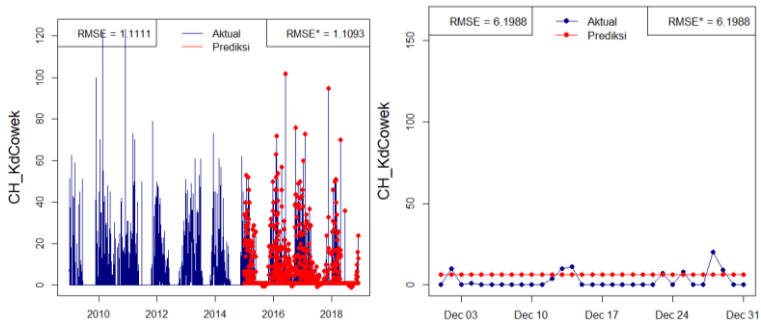 RMSE = 1.1111
Aktual
Prediksi
RMSE* = 1.1093
CH_KdCowek
120
100
80
60
40
20
0
2010
2012
2014
2016
2018
RMSE = 6.1988
Aktual
Prediksi
RMSE* = 6.1988
CH_KdCowek
150
100
50
0
Dec 03
Dec 10
Dec 17
Dec 24
Dec 31